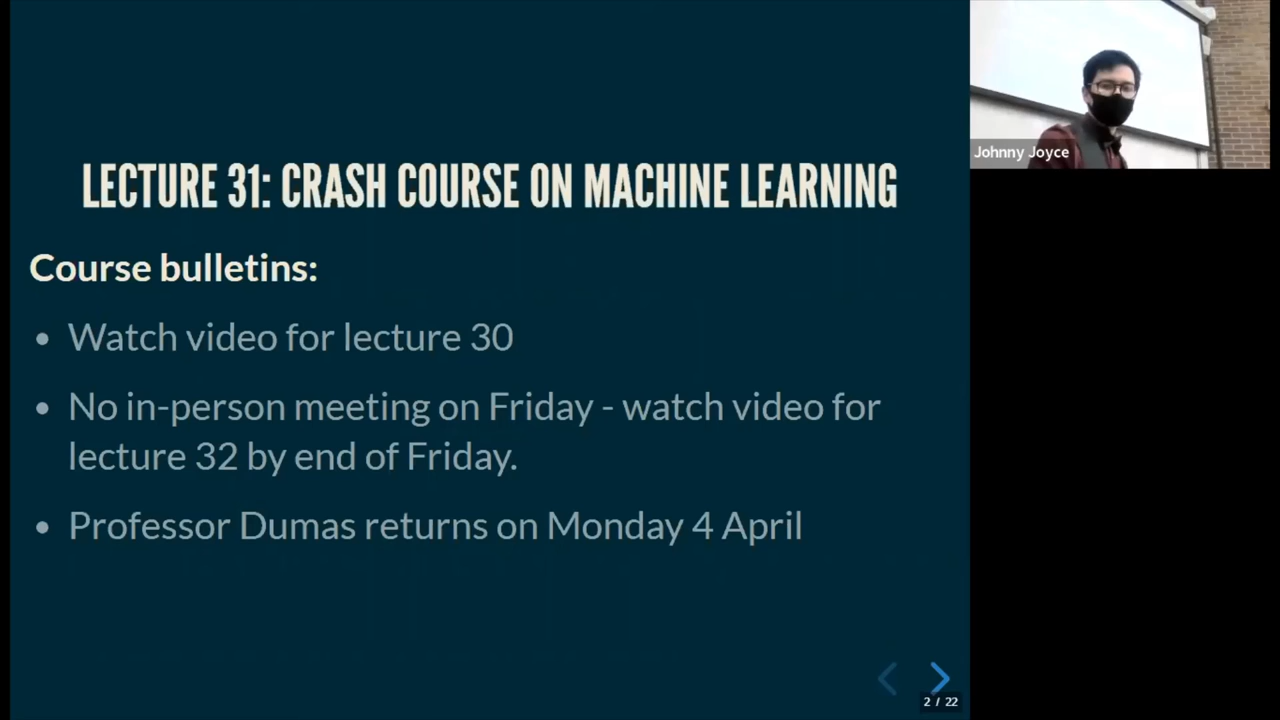 LECTURE 31: CRASH COURSE ON MACHINE LEARNING
Course bulletins:
• Watch video for lecture 30
• No in-person meeting on Friday - watch video for
lecture 32 by end of Friday.
• Professor Dumas returns on Monday 4 April
2 / 22
Johnny Joyce